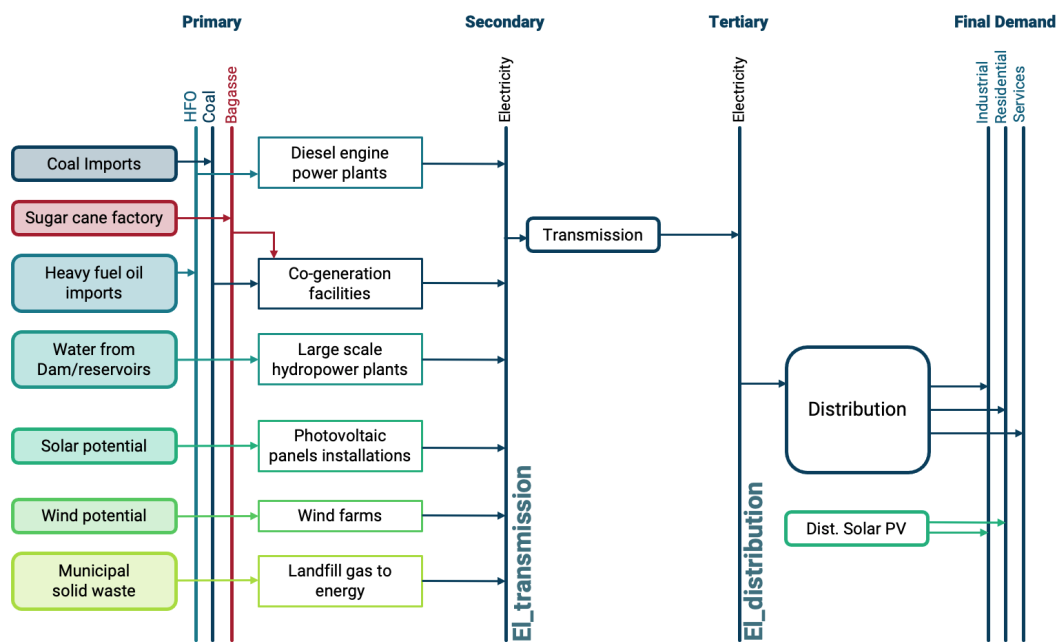 Primary
Secondary
Tertiary
Final Demand
HFO
Coal
Bagasse
Electricity
Electricity
Industrial
Residential
Services
Coal Imports
Diesel engine
power plants
Sugar cane factory
Transmission
Heavy fuel oil
imports
Co-generation
facilities
Water from
Dam/reservoirs
Large scale
hydropower plants
Distribution
Solar potential
Photovoltaic
panels installations
El_transmission
El_distribution
Wind potential
Wind farms
Dist. Solar PV
Municipal
solid waste
Landfill gas to
energy